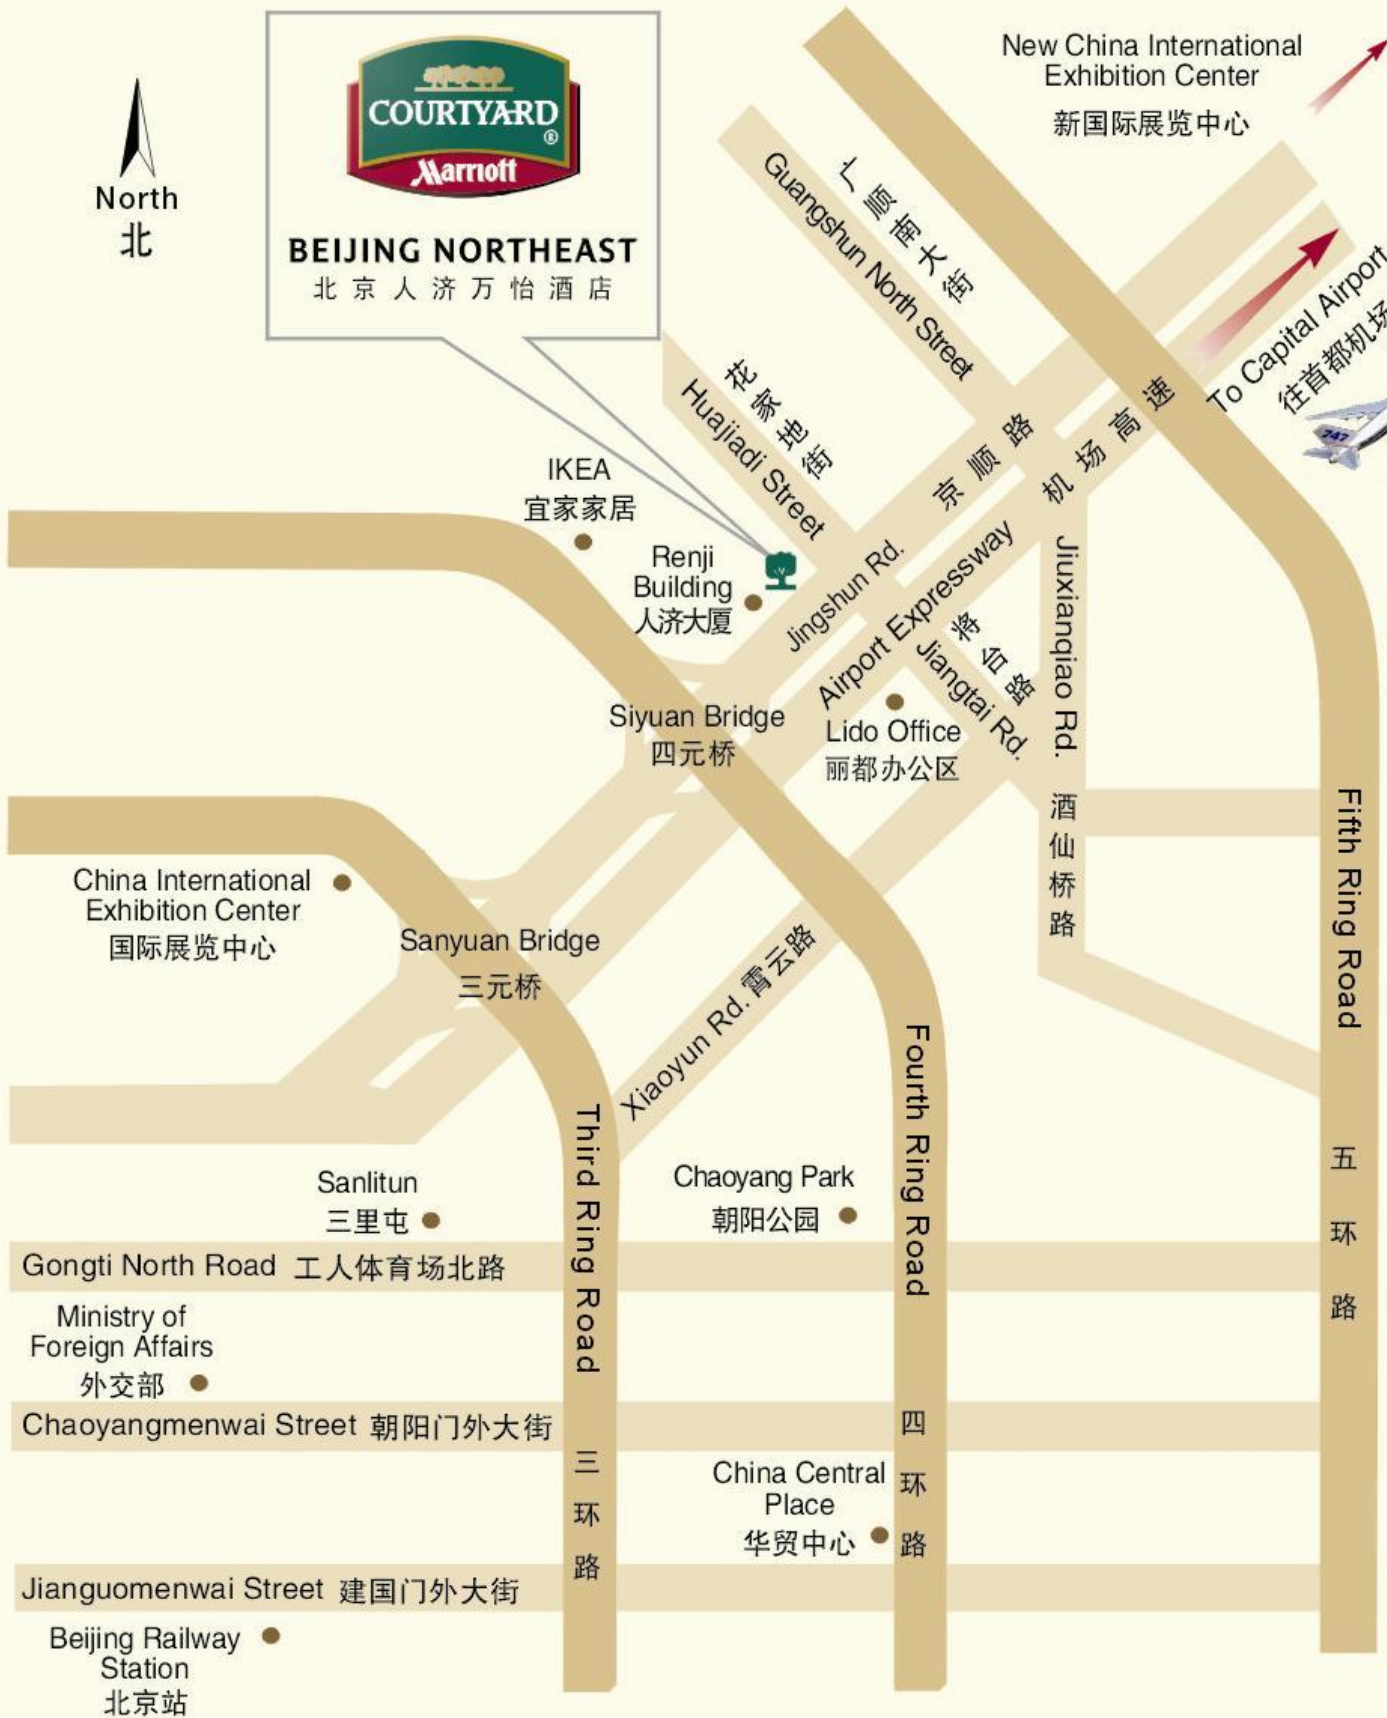 New China International
Exhibition Center
新国际展览中心
North
北
COURTYARD
®
Marriott
BEIJING NORTHEAST
北京人济万怡酒店
广顺南大街
Guangshun North Street
To Capital Airport
往首都机场
747
花家地街
Huajiadi Street
京顺路
Jingshun Rd.
机场高速
Airport Expressway
IKEA
宜家家居
Renji
Building
人济大厦
将台路
Jiangtai Rd.
Jiuxianqiao Rd.
酒仙桥路
Siyuan Bridge
四元桥
Lido Office
丽都办公区
China International
Exhibition Center
国际展览中心
Sanyuan Bridge
三元桥
Xiaoyun Rd. 霄云路
Third Ring Road
三环路
Fourth Ring Road
四环路
Fifth Ring Road
五环路
Sanlitun
三里屯
Chaoyang Park
朝阳公园
Gongti North Road 工人体育场北路
Ministry of
Foreign Affairs
外交部
Chaoyangmenwai Street 朝阳门外大街
China Central
Place
华贸中心
Jianguomenwai Street 建国门外大街
Beijing Railway
Station
北京站